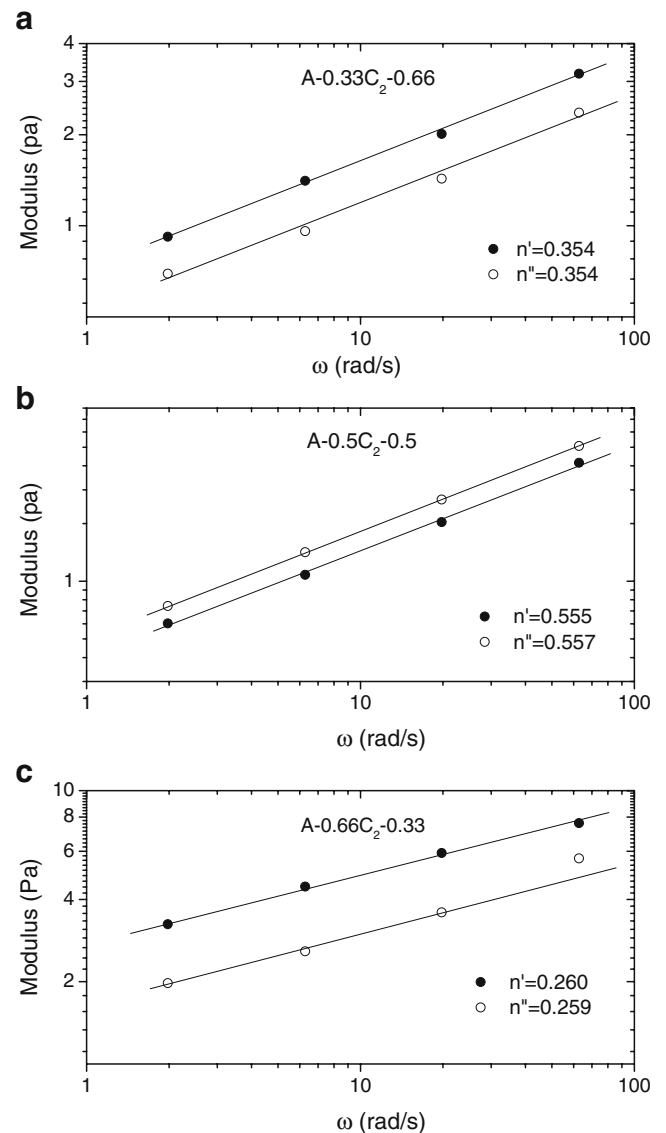 a
4
3
2
1
Modulus (pa)
A-0.33C₂-0.66
● n'=0.354
○ n"=0.354
1 10 100
ω (rad/s)
b
1
Modulus (pa)
A-0.5C₂-0.5
● n'=0.555
○ n"=0.557
1 10 100
ω (rad/s)
c
10
8
6
4
2
Modulus (Pa)
A-0.66C₂-0.33
● n'=0.260
○ n"=0.259
1 10 100
ω (rad/s)